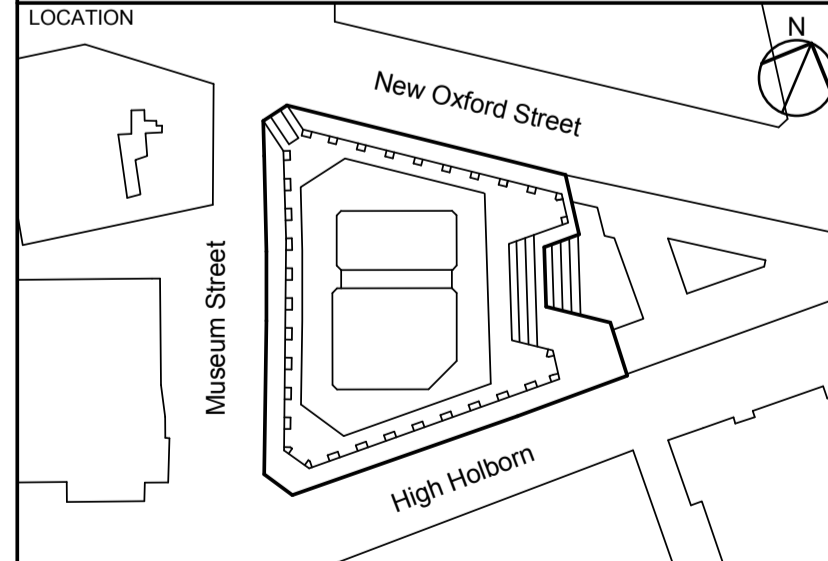 LOCATION
N
New Oxford Street
Museum Street
High Holborn